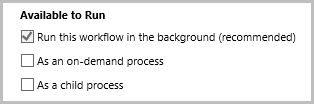 Available to Run
Run this workflow in the background (recommended)
As an on-demand process
As a child process